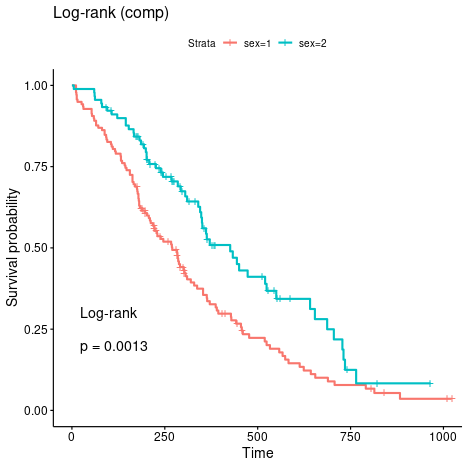 Log-rank (comp)
Strata sex=1 sex=2
1.00
0.75
0.50
0.25
0.00
Survival probability
Log-rank
p = 0.0013
0 250 500 750 1000
Time